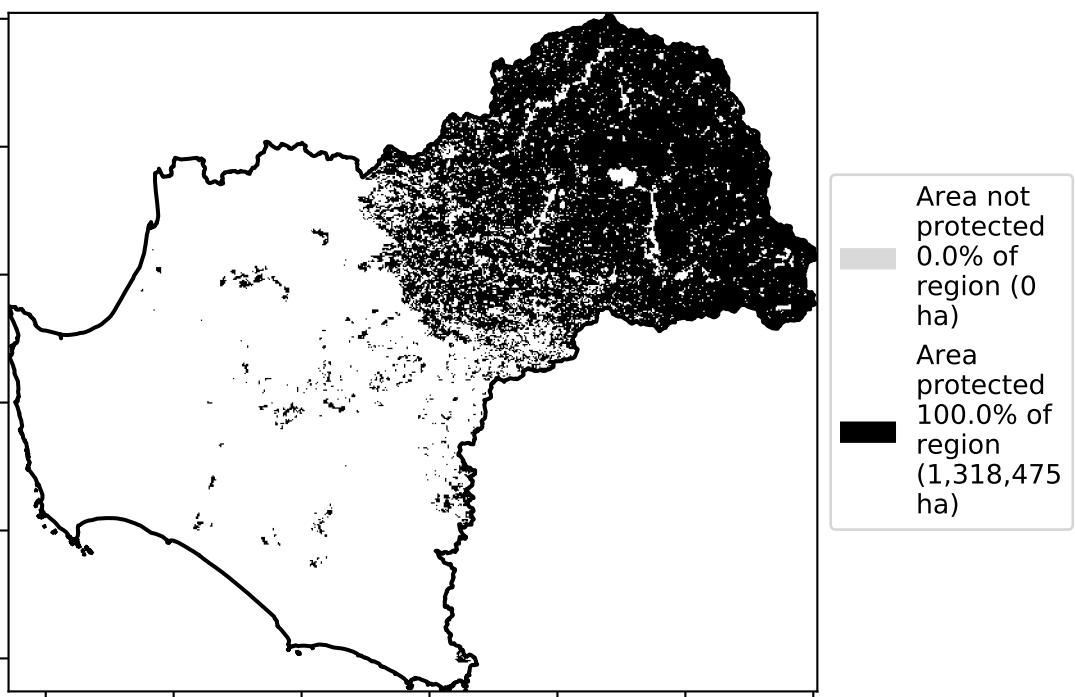 Area not
protected
0.0% of
region (0
ha)
Area
protected
100.0% of
region
(1,318,475
ha)